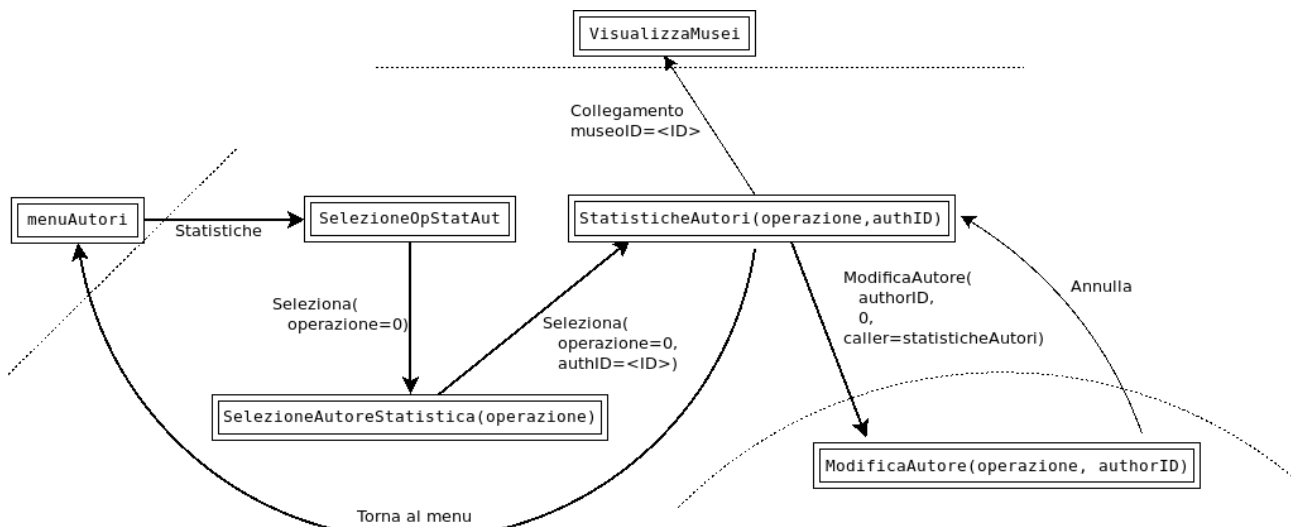 VisualizzaMusei
Collegamento
museoID=<ID>
menuAutori
Statistiche
SelezioneOpStatAut
StatisticheAutori(operazione,authID)
Seleziona(
operazione=0)
Seleziona(
operazione=0,
authID=<ID>)
ModificaAutore(
authorID,
0,
caller=statisticheAutori)
Annulla
SelezioneAutoreStatistica(operazione)
ModificaAutore(operazione, authorID)
Torna al menu